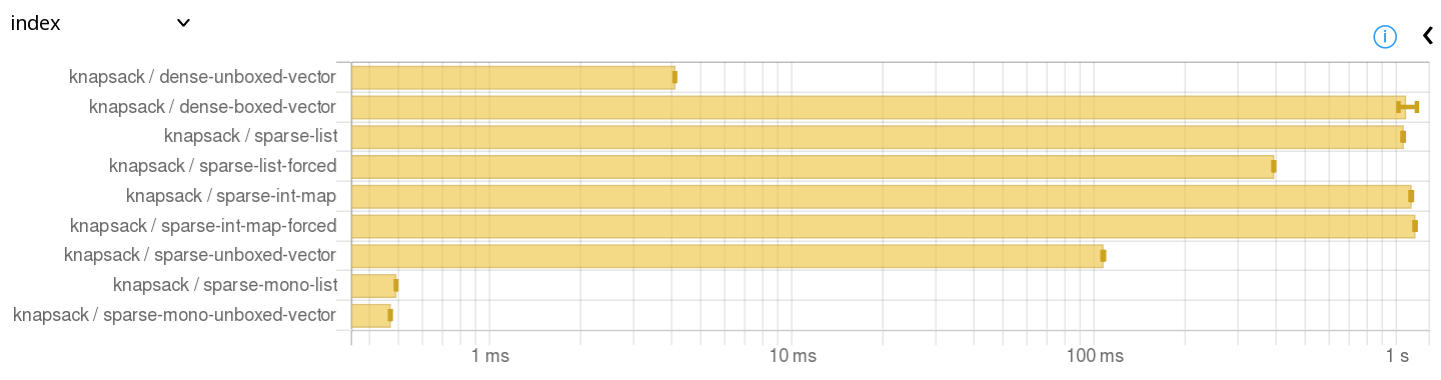 index
i
knapsack / dense-unboxed-vector
knapsack / dense-boxed-vector
knapsack / sparse-list
knapsack / sparse-list-forced
knapsack / sparse-int-map
knapsack / sparse-int-map-forced
knapsack / sparse-unboxed-vector
knapsack / sparse-mono-list
knapsack / sparse-mono-unboxed-vector
1 ms 10 ms 100 ms 1 s